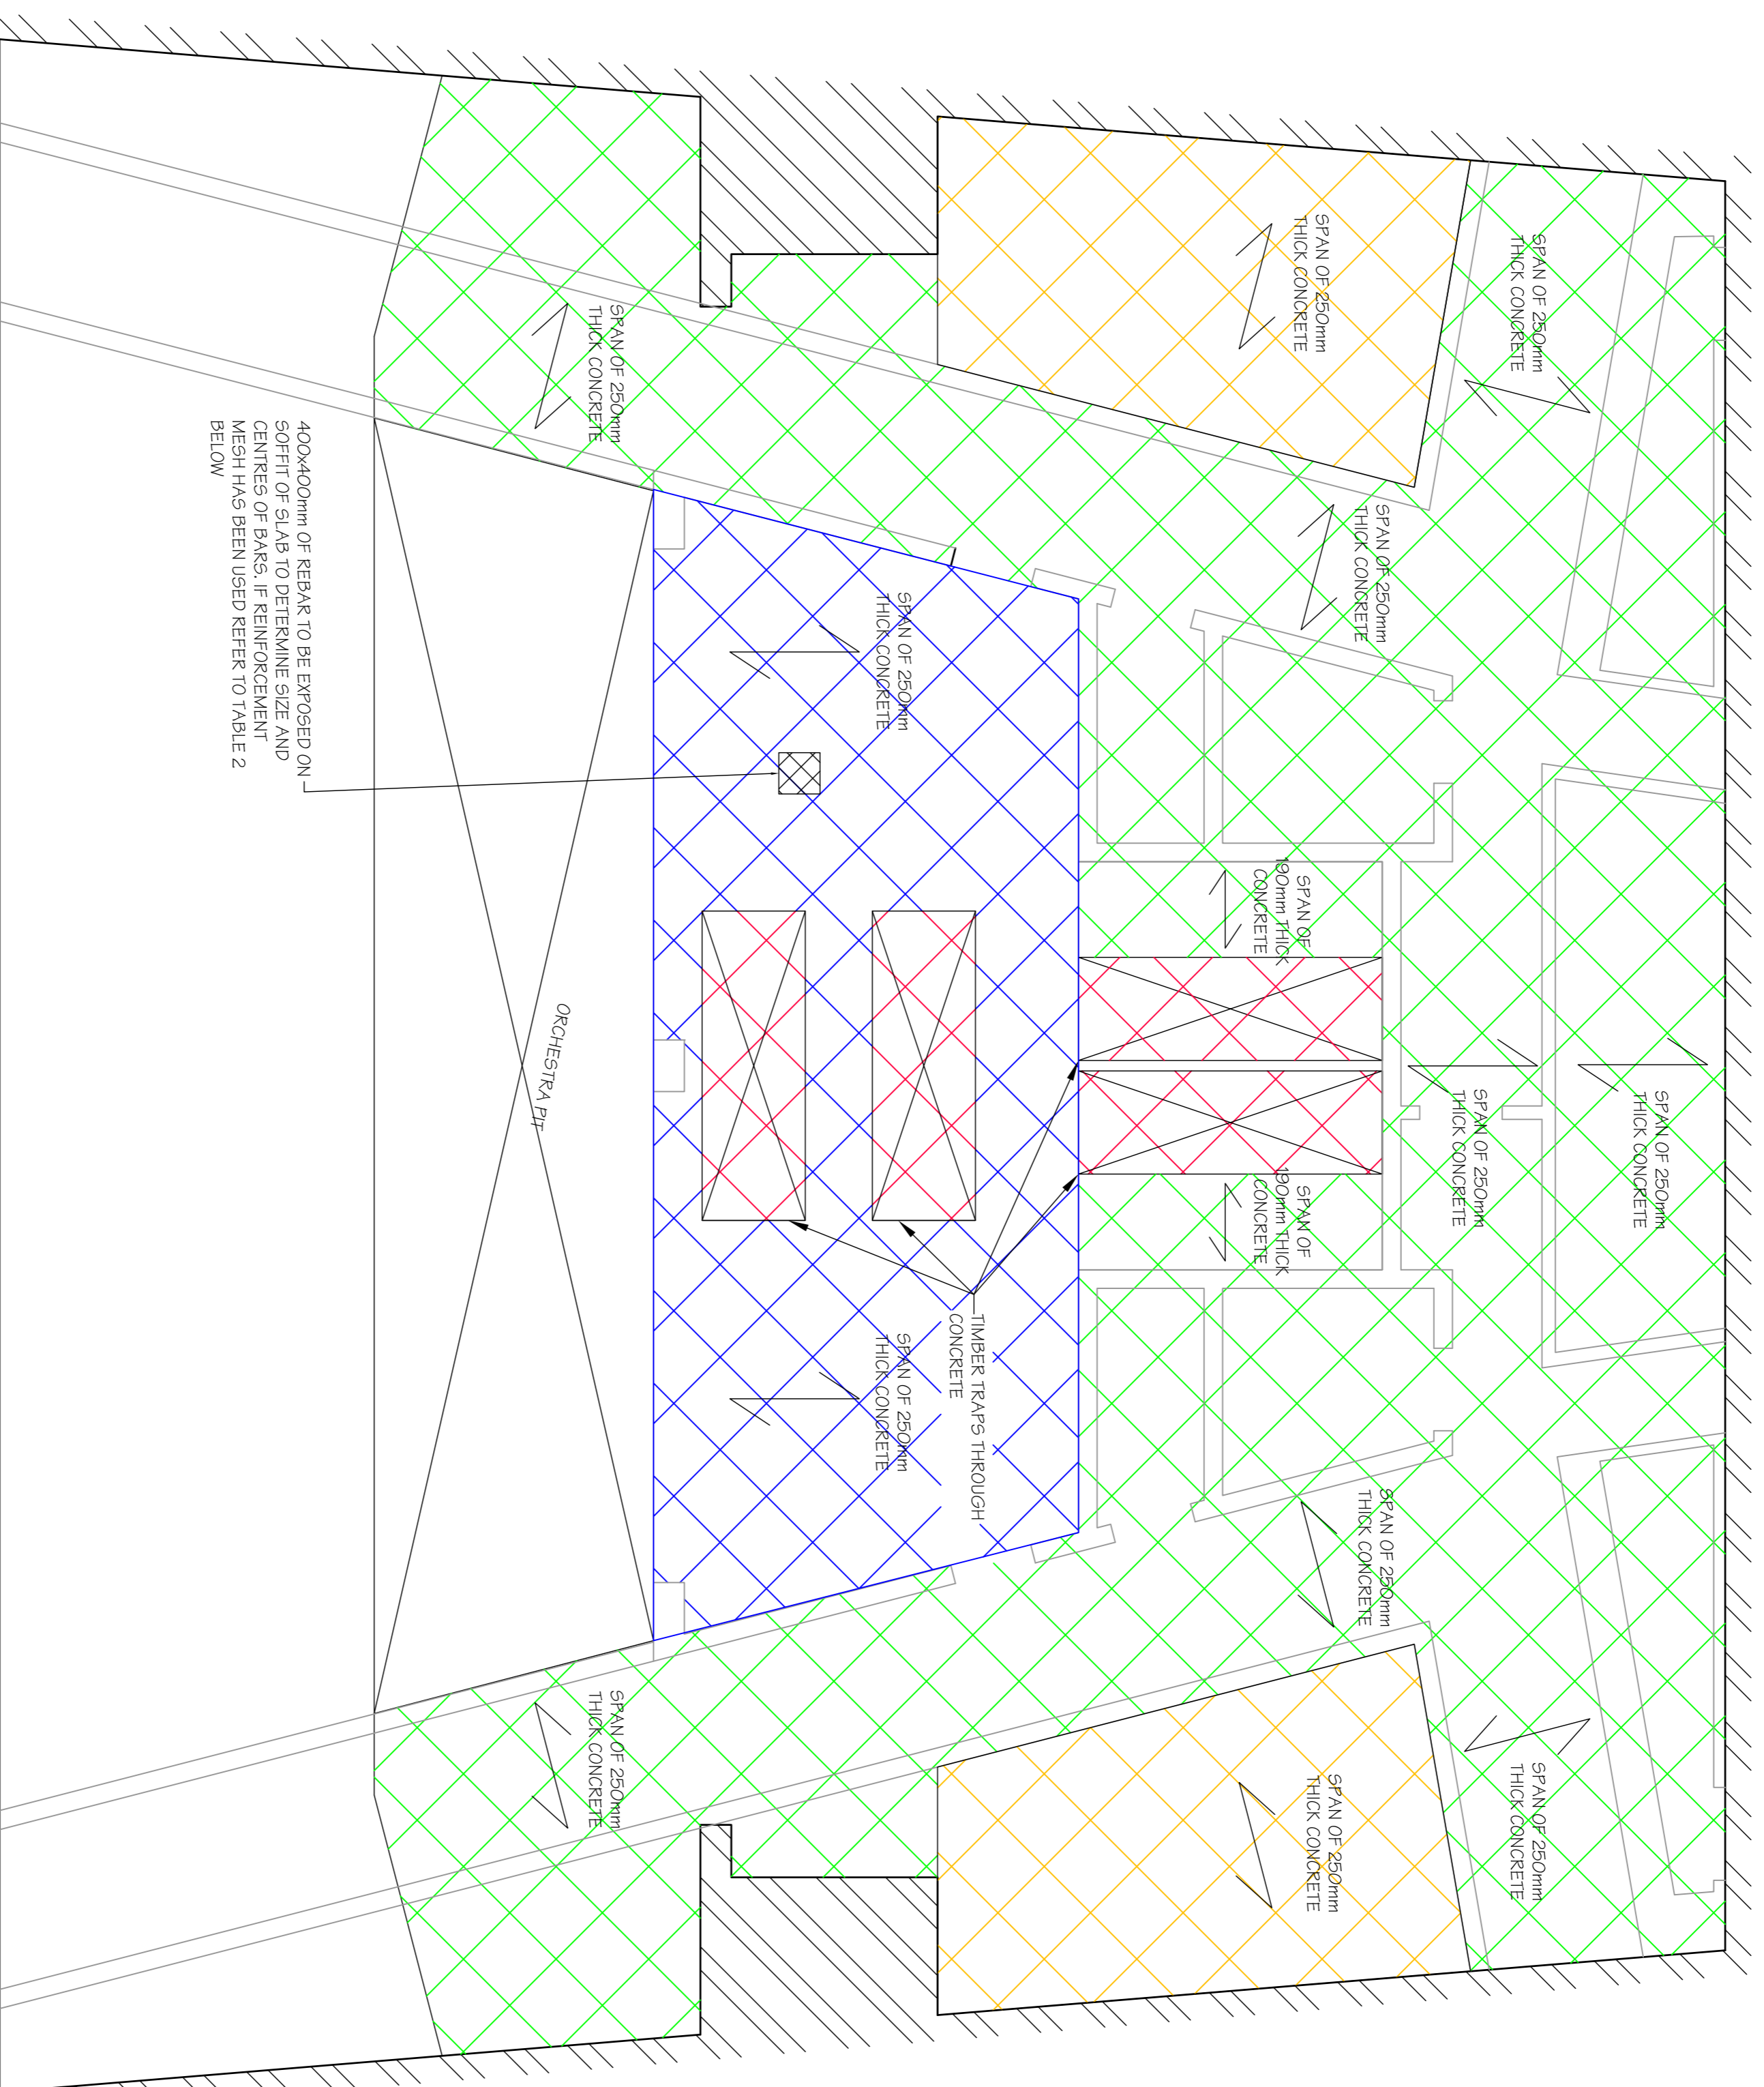 SPAN OF 250mm
THICK CONCRETE
SPAN OF 250mm
THICK CONCRETE
SPAN OF 250mm
THICK CONCRETE
SPAN OF 250mm
THICK CONCRETE
SPAN OF 250mm
THICK CONCRETE
400x400mm OF REBAR TO BE EXPOSED ON
SOFFIT OF SLAB TO DETERMINE SIZE AND
CENTRES OF BARS. IF REINFORCEMENT
MESH HAS BEEN USED REFER TO TABLE 2
BELOW
SPAN OF
190mm THICK
CONCRETE
SPAN OF 250mm
THICK CONCRETE
SPAN OF 250mm
THICK CONCRETE
ORCHESTRA PIT
SPAN OF
190mm THICK
CONCRETE
TIMBER TRAPS THROUGH
CONCRETE
SPAN OF 250mm
THICK CONCRETE
SPAN OF 250mm
THICK CONCRETE
SPAN OF 250mm
THICK CONCRETE
SPAN OF 250mm
THICK CONCRETE
SPAN OF 250mm
THICK CONCRETE